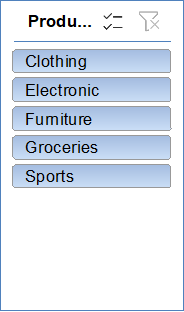 Produ...
Clothing
Electronic
Furniture
Groceries
Sports